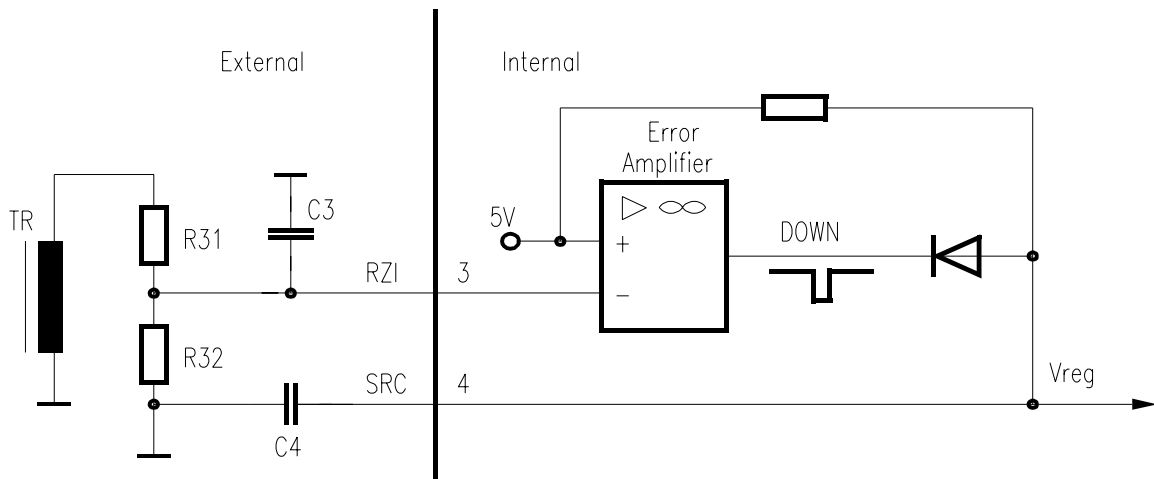 External
Internal
Error
Amplifier
C3
TR
5V
R31
+
DOWN
RZI
3
−
R32
SRC
4
Vreg
C4